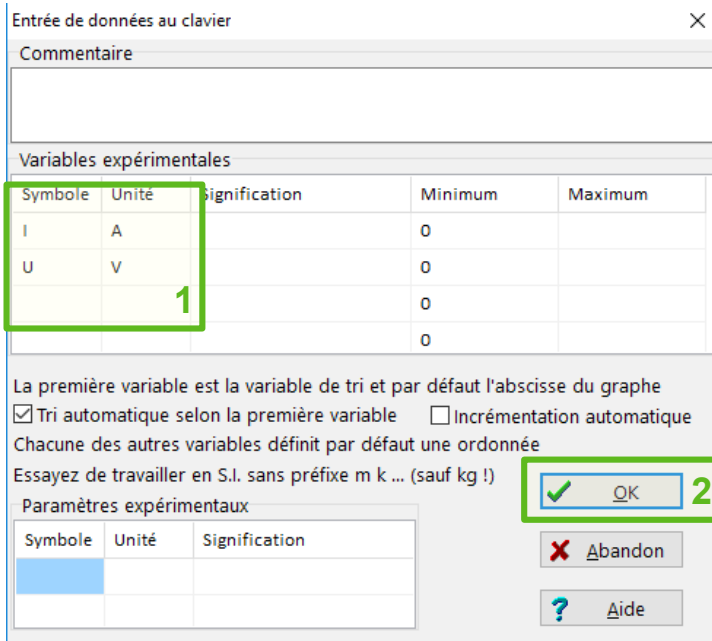 Entrée de données au clavier
Commentaire
Variables expérimentales
Symbole Unité Signification Minimum Maximum
I A 0
U V 0
1 0
0
La première variable est la variable de tri et par défaut l'abscisse du graphe
Tri automatique selon la première variable Incrémentation automatique
Chacune des autres variables définit par défaut une ordonnée
Essayez de travailler en S.I. sans préfixe m k ... (sauf kg !)
OK 2
Paramètres expérimentaux
Symbole Unité Signification
Abandon
Aide